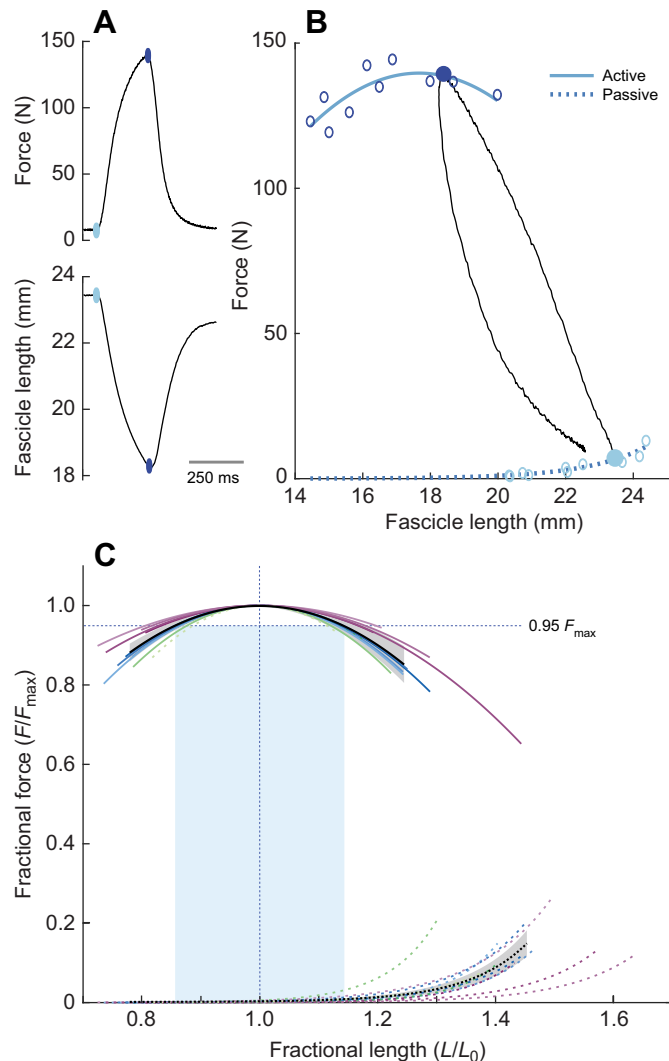 A
150
100
50
0
Force (N)
24
22
20
18
Fascicle length (mm)
250 ms
B
150
100
50
0
Force (N)
Active
Passive
14 16 18 20 22 24
Fascicle length (mm)
C
1.0
0.8
0.6
0.4
0.2
0
Fractional force (F/Fmax)
0.95 Fmax
0.8 1.0 1.2 1.4 1.6
Fractional length (L/L0)